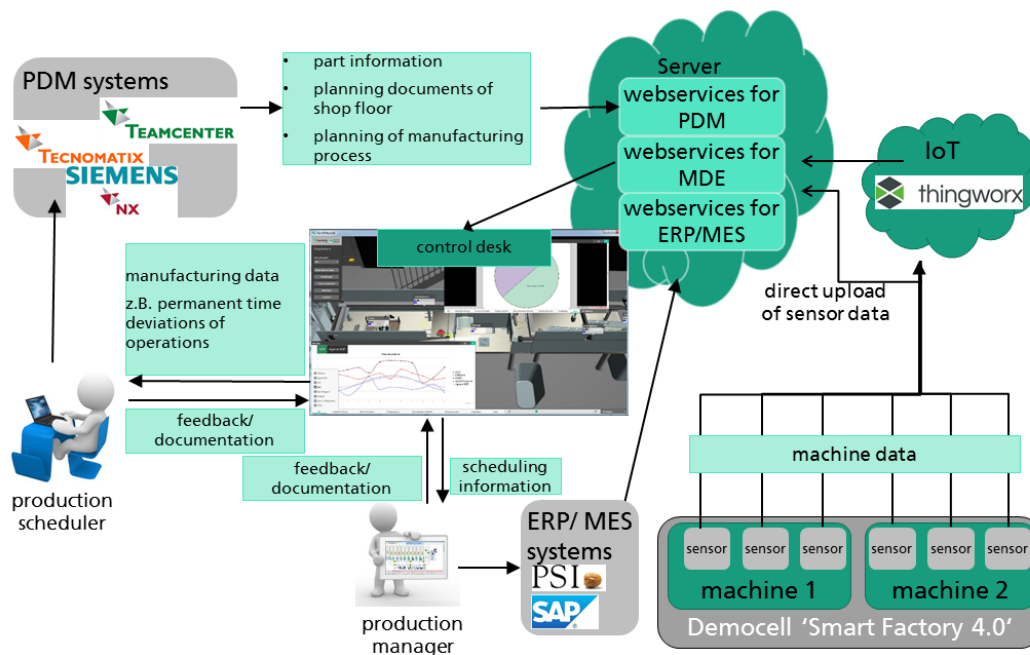 PDM systems
TEAMCENTER
TECNOMATIX
SIEMENS
NX
• part information
• planning documents of
shop floor
• planning of manufacturing
process
Server
webservices for
PDM
webservices for
MDE
webservices for
ERP/MES
IoT
thingworx
control desk
manufacturing data
z.B. permanent time
deviations of
operations
direct upload
of sensor data
feedback/
documentation
feedback/
documentation
scheduling
information
machine data
production
scheduler
production
manager
ERP/ MES
systems
PSI
SAP
sensor
sensor
sensor
sensor
sensor
sensor
machine 1
machine 2
Democell ‘Smart Factory 4.0‘